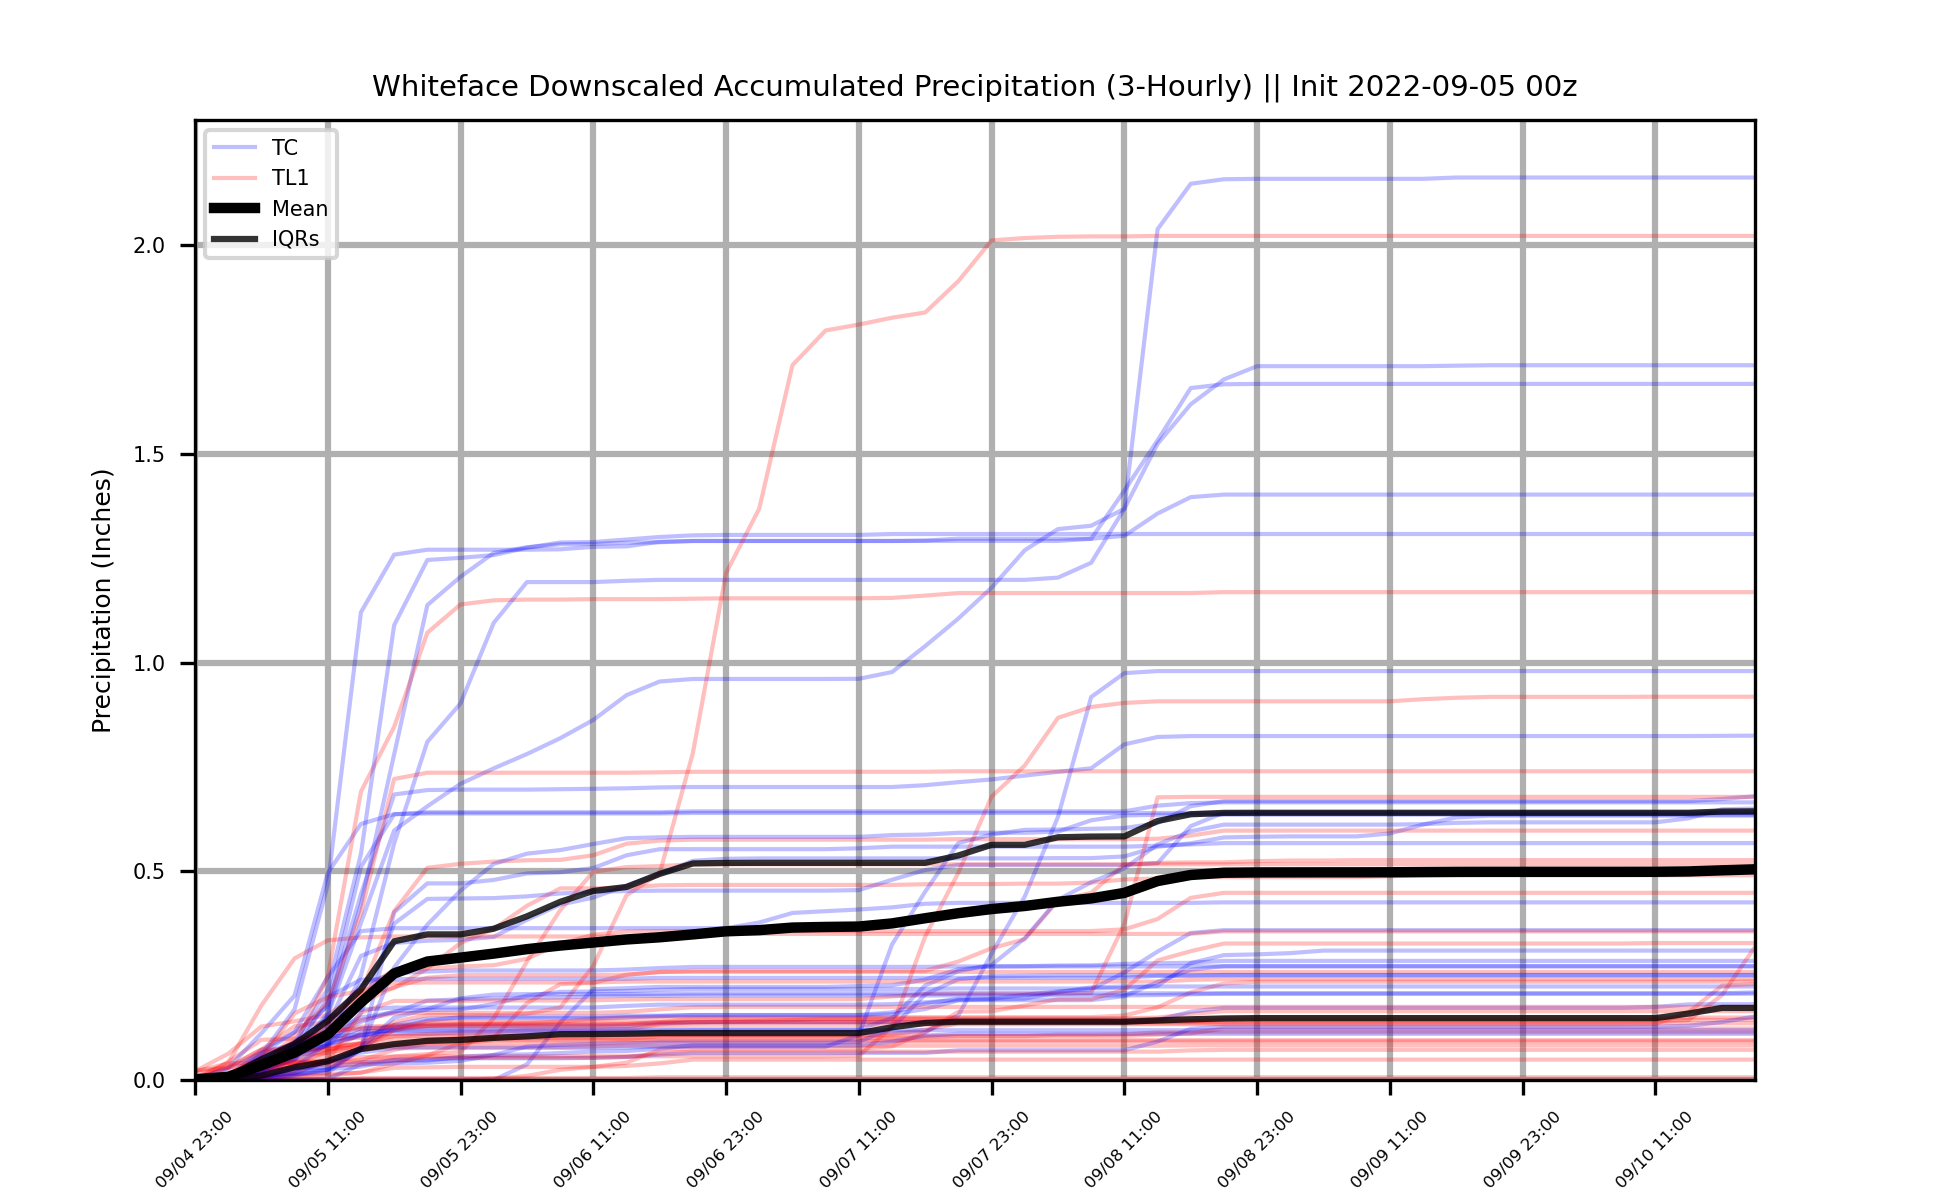 Whiteface Downscaled Accumulated Precipitation (3-Hourly) || Init 2022-09-05 00z
TC
TL1
Mean
IQRs
Precipitation (Inches)
2.0
1.5
1.0
0.5
0.0
09/04 23:00
09/05 11:00
09/05 23:00
09/06 11:00
09/06 23:00
09/07 11:00
09/07 23:00
09/08 11:00
09/08 23:00
09/09 11:00
09/09 23:00
09/10 11:00